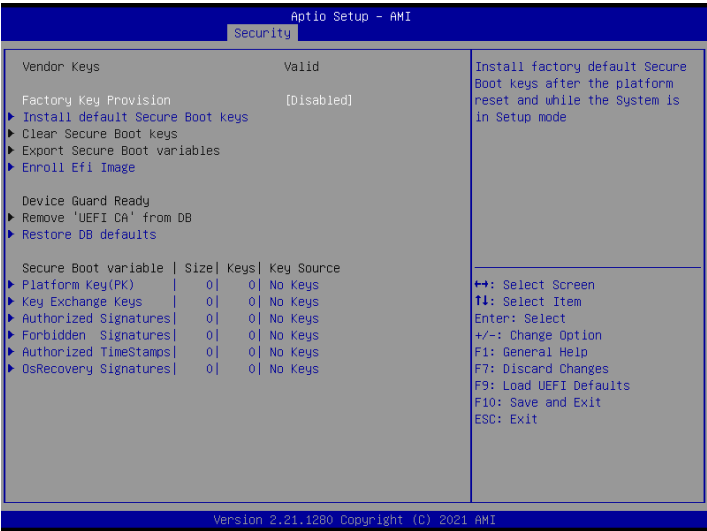 Aptio Setup - AMI
Security
Vendor Keys Valid
Factory Key Provision [Disabled]
Install default Secure Boot keys
Clear Secure Boot keys
Export Secure Boot variables
Enroll Efi Image
Device Guard Ready
Remove 'UEFI CA' from DB
Restore DB defaults
Secure Boot variable | Size| Keys| Key Source
Platform Key(PK) | 0| 0| No Keys
Key Exchange Keys | 0| 0| No Keys
Authorized Signatures| 0| 0| No Keys
Forbidden Signatures| 0| 0| No Keys
Authorized TimeStamps| 0| 0| No Keys
OsRecovery Signatures| 0| 0| No Keys
Install factory default Secure
Boot keys after the platform
reset and while the System is
in Setup mode
↔: Select Screen
↑↓: Select Item
Enter: Select
+/-: Change Option
F1: General Help
F7: Discard Changes
F9: Load UEFI Defaults
F10: Save and Exit
ESC: Exit
Version 2.21.1280 Copyright (C) 2021 AMI